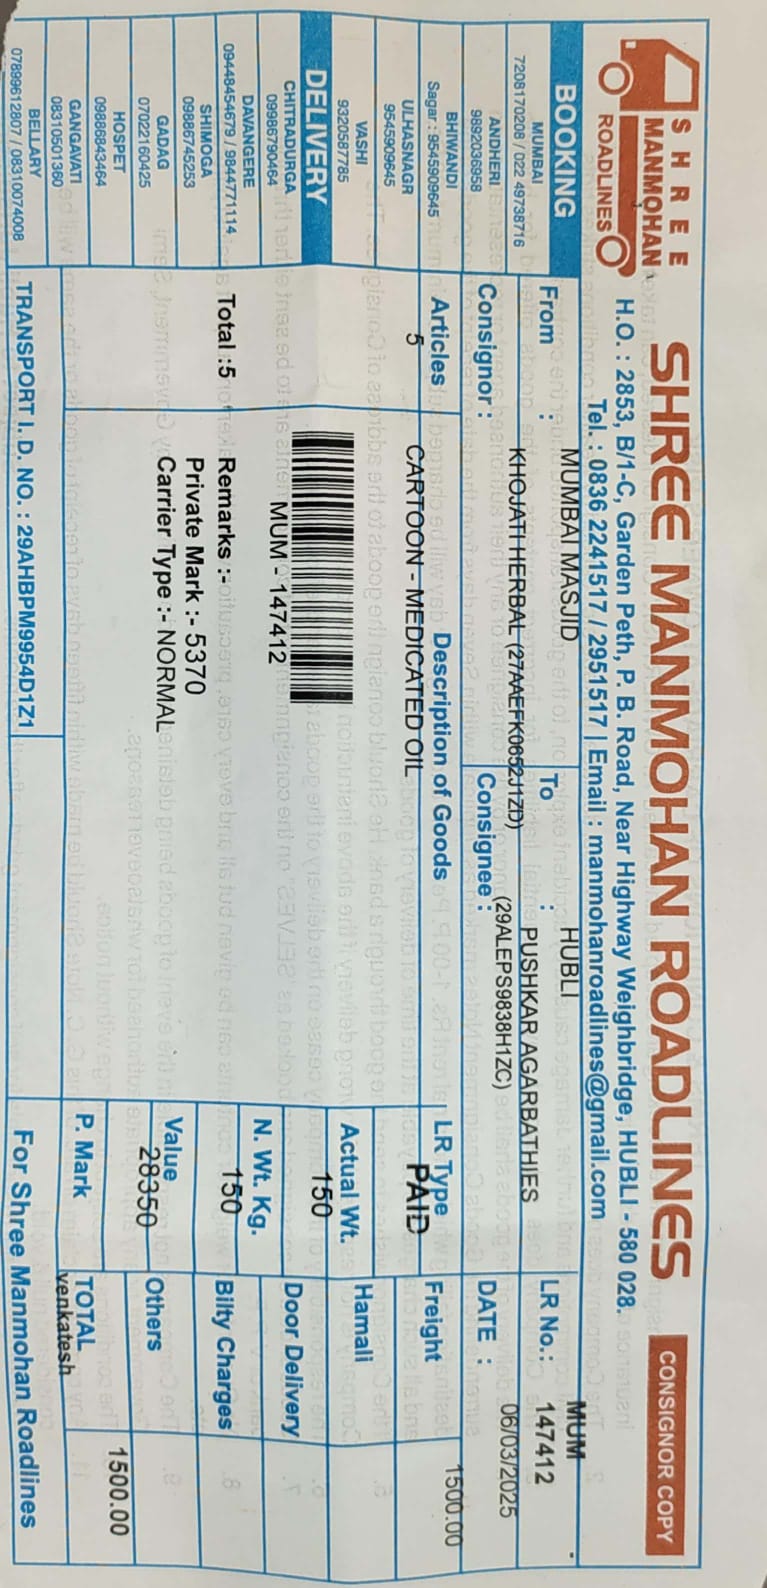 SHREE
MANMOHAN
ROADLINES
SHREE MANMOHAN ROADLINES
CONSIGNOR COPY
H.O. : 2853, B/1-C, Garden Peth, P. B. Road, Near Highway Weighbridge, HUBLI - 580 028.
Tel. : 0836 2241517 / 2951517 | Email : manmohanroadlines@gmail.com
BOOKING
MUMBAI
7208170208 / 022 49738716
ANDHERI
9892036958
BHIWANDI
Sagar : 9545909645
ULHASNAGR
9545909645
VASHI
9320587785
DELIVERY
CHITRADURGA
09986790464
DAVANGERE
09448454679 / 9844771114
SHIMOGA
09886745253
GADAG
07022160425
HOSPET
09886843464
GANGAVATI
08310501360
BELLARY
07899612807 / 08310074008
From : MUMBAI MASJID
To : HUBLI
LR No.: MUM
147412
Consignor : KHOJATI HERBAL (27AAEFK0652J1ZD)
Consignee : PUSHKAR AGARBATHIES
(29ALEPS9838H1ZC)
DATE : 06/03/2025
Articles
Description of Goods
LR Type
Freight
5
CARTOON - MEDICATED OIL
PAID
1500.00
MUM - 147412
Actual Wt.
150
Hamali
N. Wt. Kg.
150
Door Delivery
Total :5
Remarks :-
Private Mark :- 5370
Carrier Type :- NORMAL
Value
28350
Bilty Charges
Others
P. Mark
TOTAL
1500.00
venkatesh
TRANSPORT I. D. NO. : 29AHBPM9954D1Z1
For Shree Manmohan Roadlines